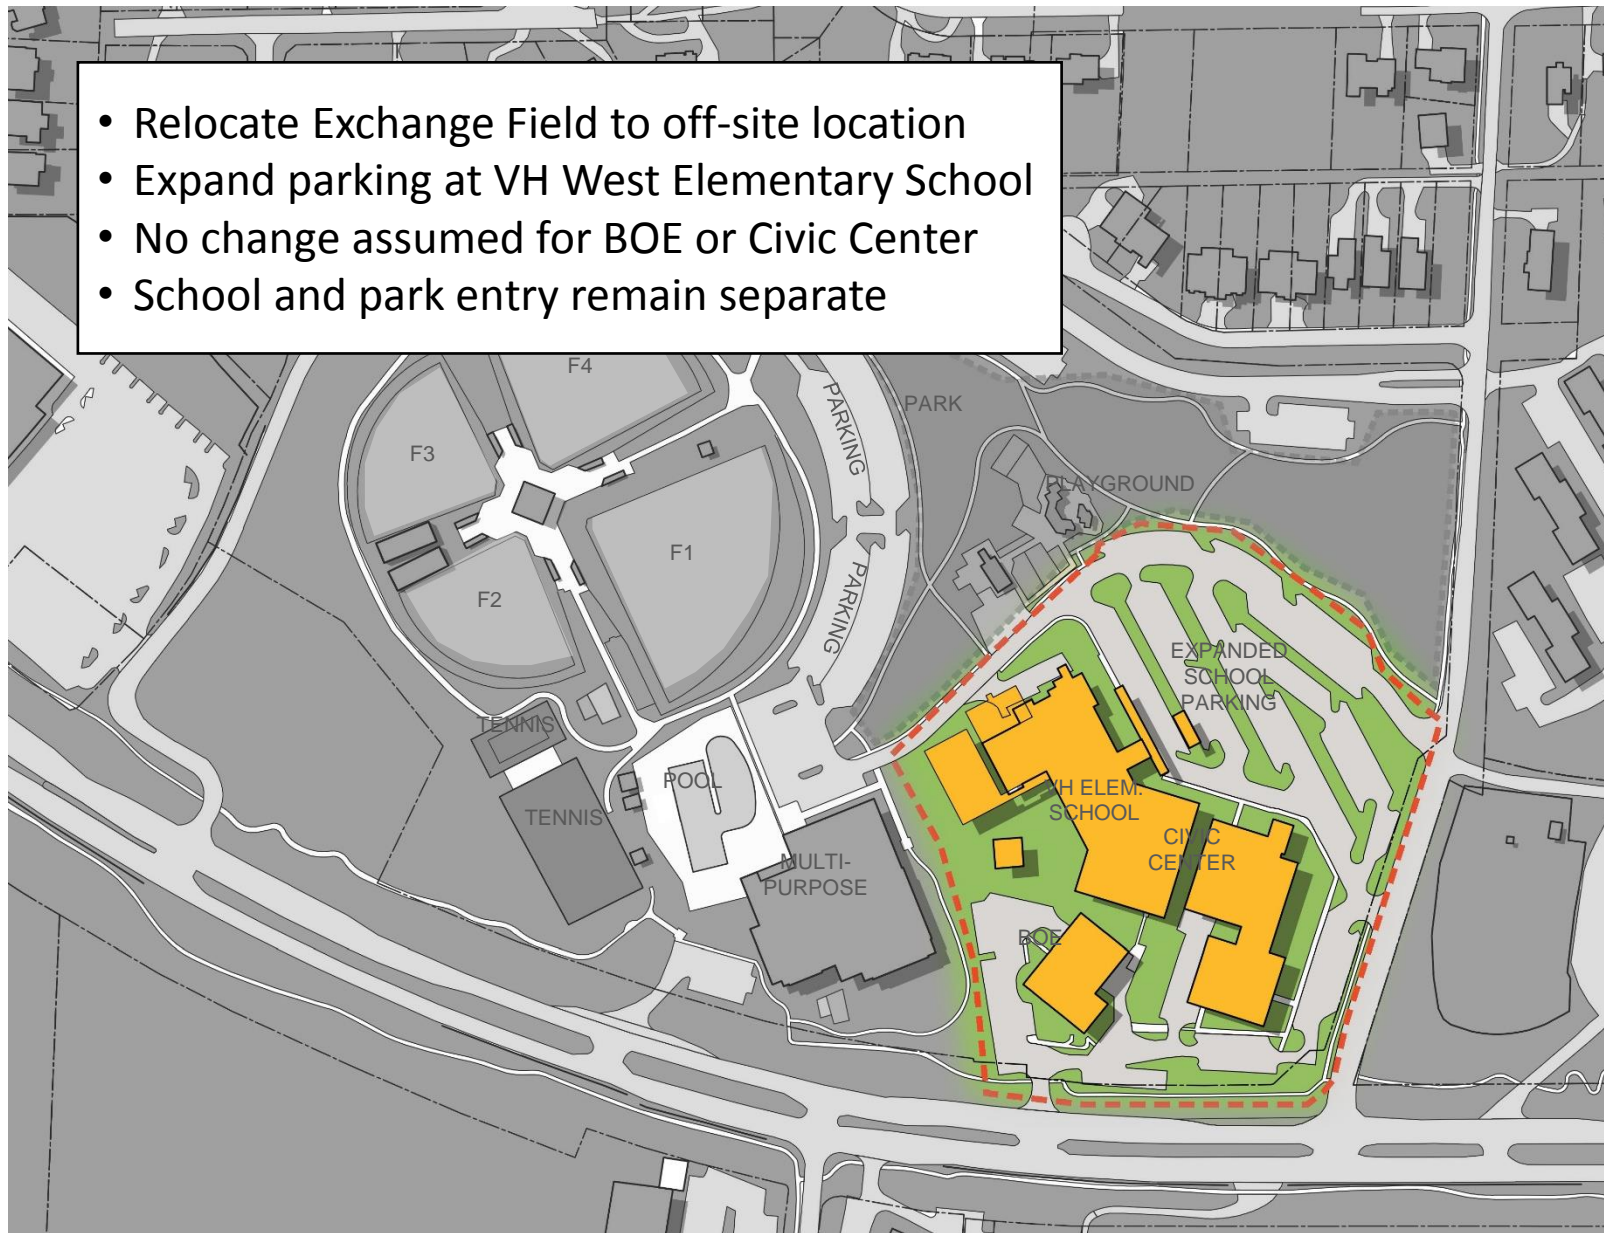 • Relocate Exchange Field to off-site location
• Expand parking at VH West Elementary School
• No change assumed for BOE or Civic Center
• School and park entry remain separate
F4
PARKING
PARK
F3
PLAYGROUND
F1
PARKING
F2
EXPANDED
SCHOOL
PARKING
TENNIS
POOL
VH ELEM.
SCHOOL
TENNIS
CIVIC
CENTER
MULTI-
PURPOSE
BOE